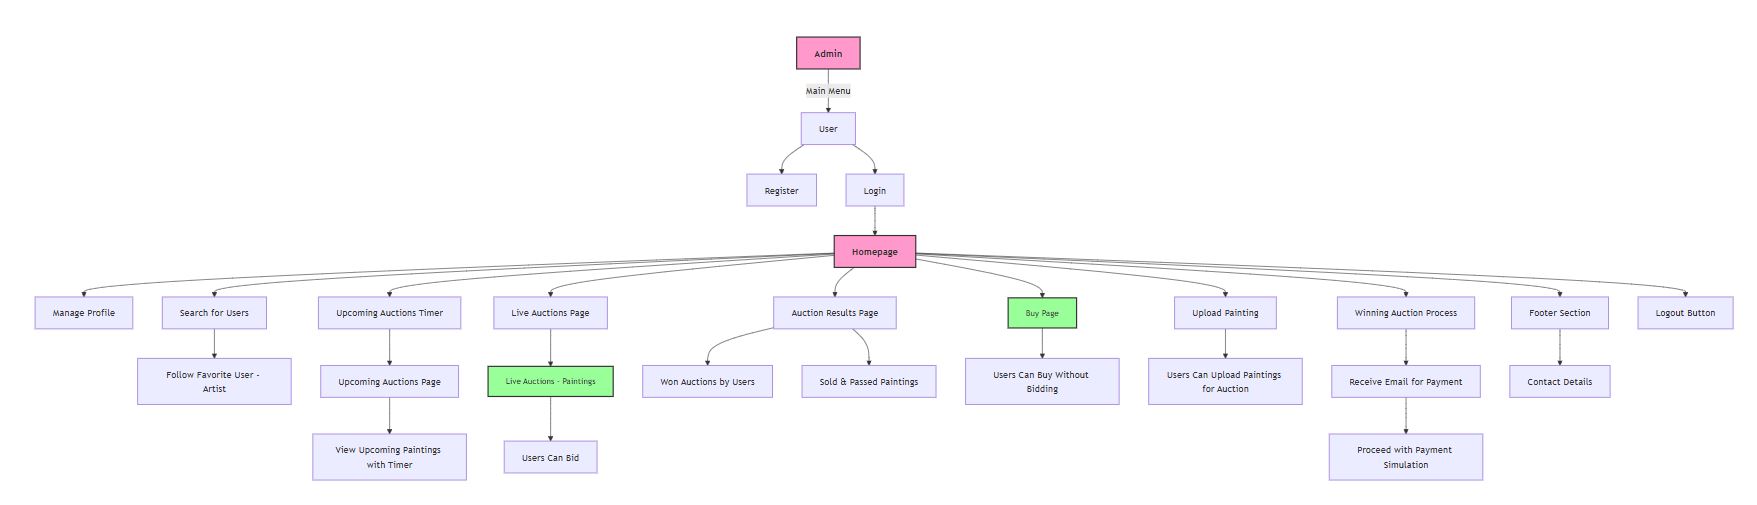 Admin
Main Menu
User
Register
Login
Homepage
Manage Profile
Search for Users
Upcoming Auctions Timer
Live Auctions Page
Auction Results Page
Buy Page
Upload Painting
Winning Auction Process
Footer Section
Logout Button
Follow Favorite User -
Artist
Upcoming Auctions Page
Live Auctions - Paintings
Won Auctions by Users
Sold & Passed Paintings
Users Can Buy Without
Bidding
Users Can Upload Paintings
for Auction
Receive Email for Payment
Contact Details
View Upcoming Paintings
with Timer
Users Can Bid
Proceed with Payment
Simulation